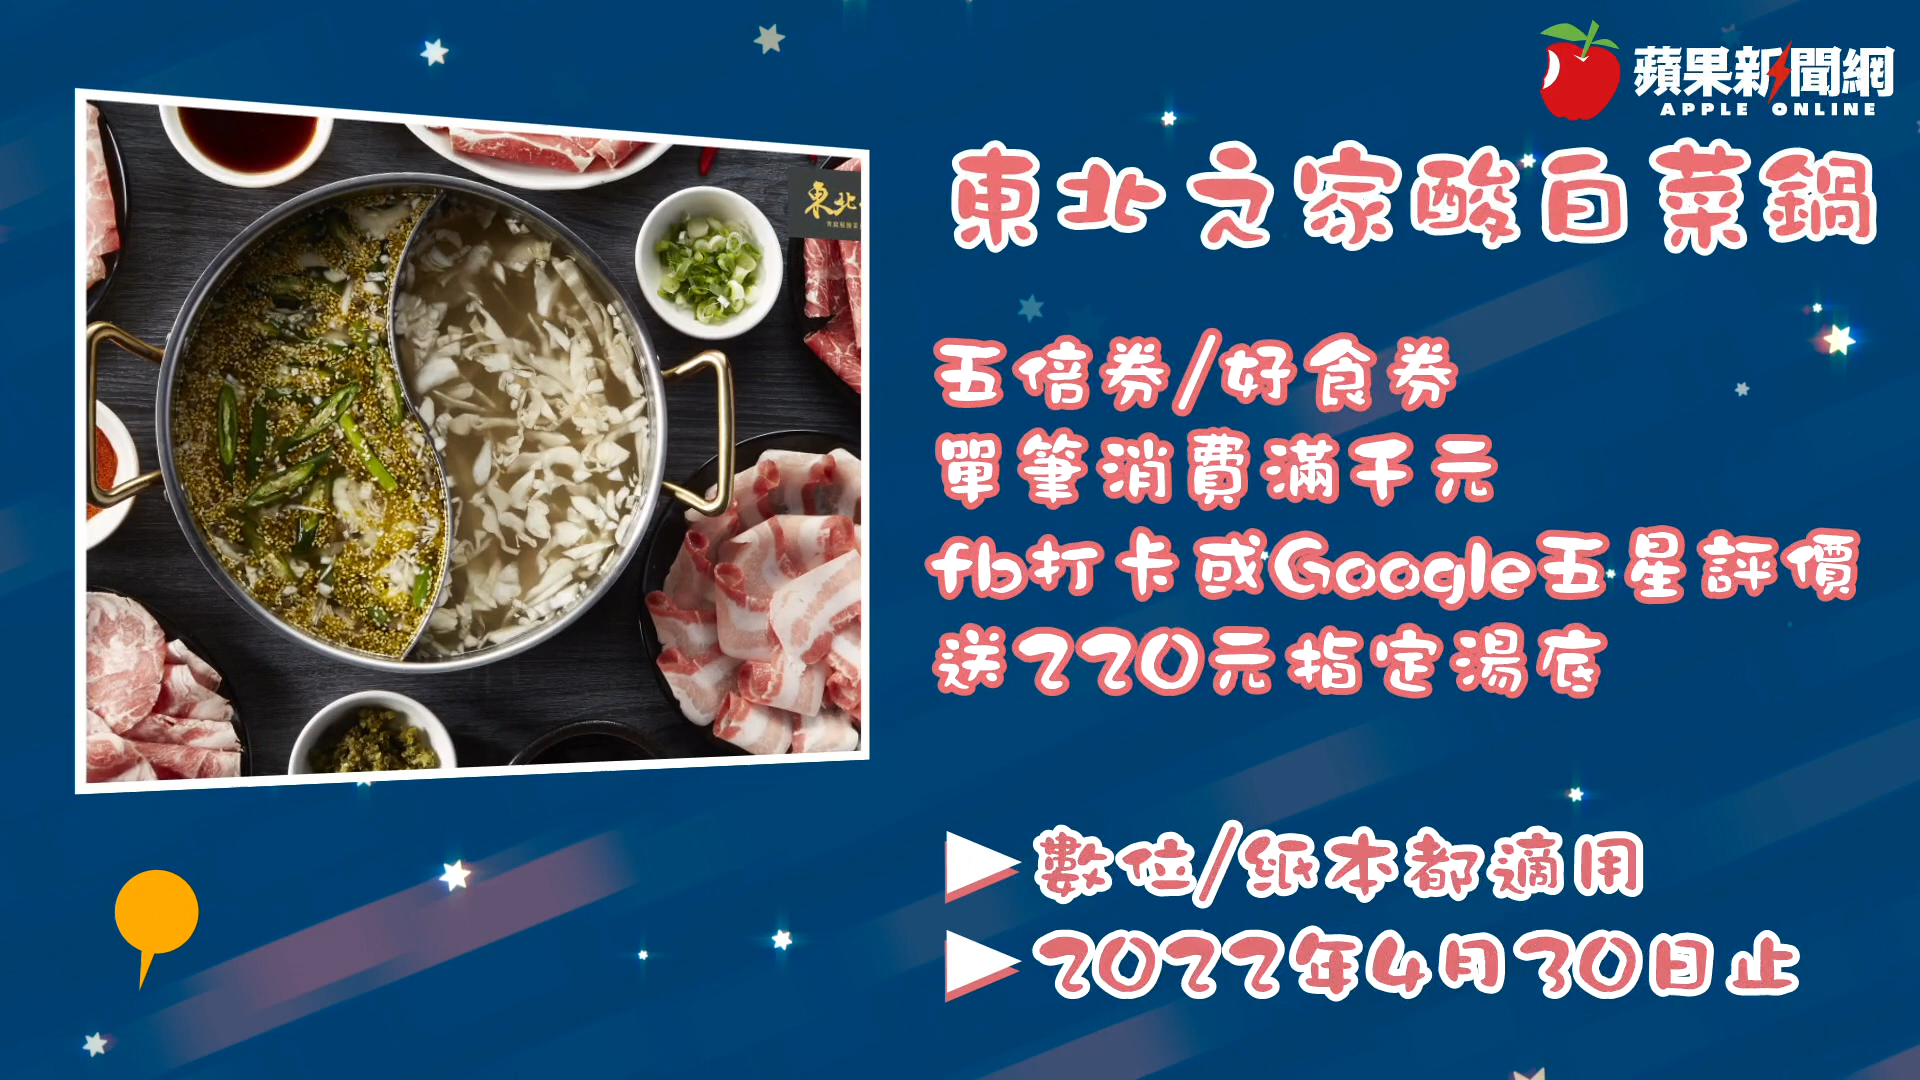 蘋果新聞網
APPLE ONLINE
東北之家酸白菜鍋
東北
五倍券/好食券
單筆消費滿千元
fb打卡或Google五星評價
送220元指定湯底
數位/紙本都適用
2022年4月30日止